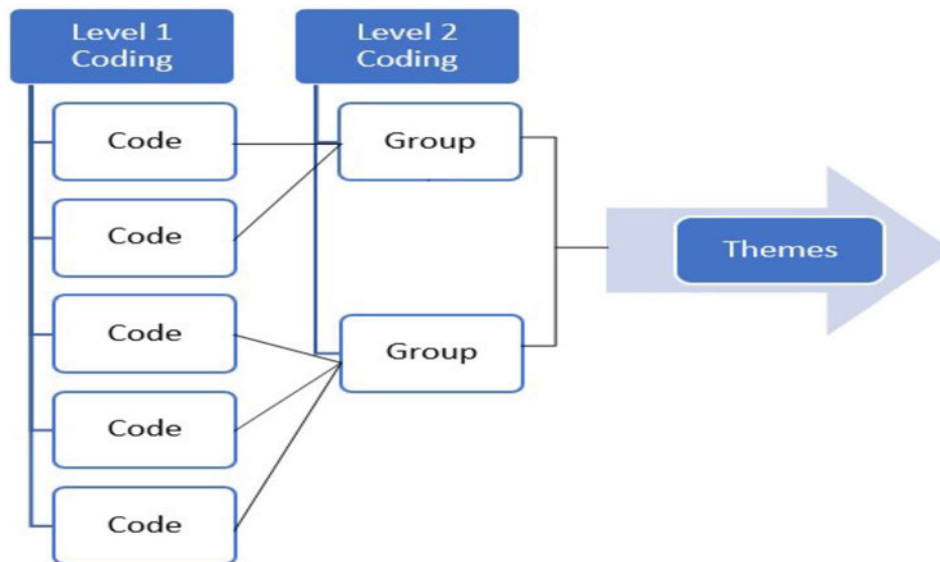 Level 1
Coding
Code
Code
Code
Code
Code
Level 2
Coding
Group
Group
Themes